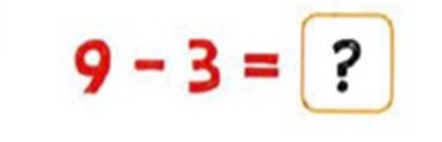 9 - 3 = ?